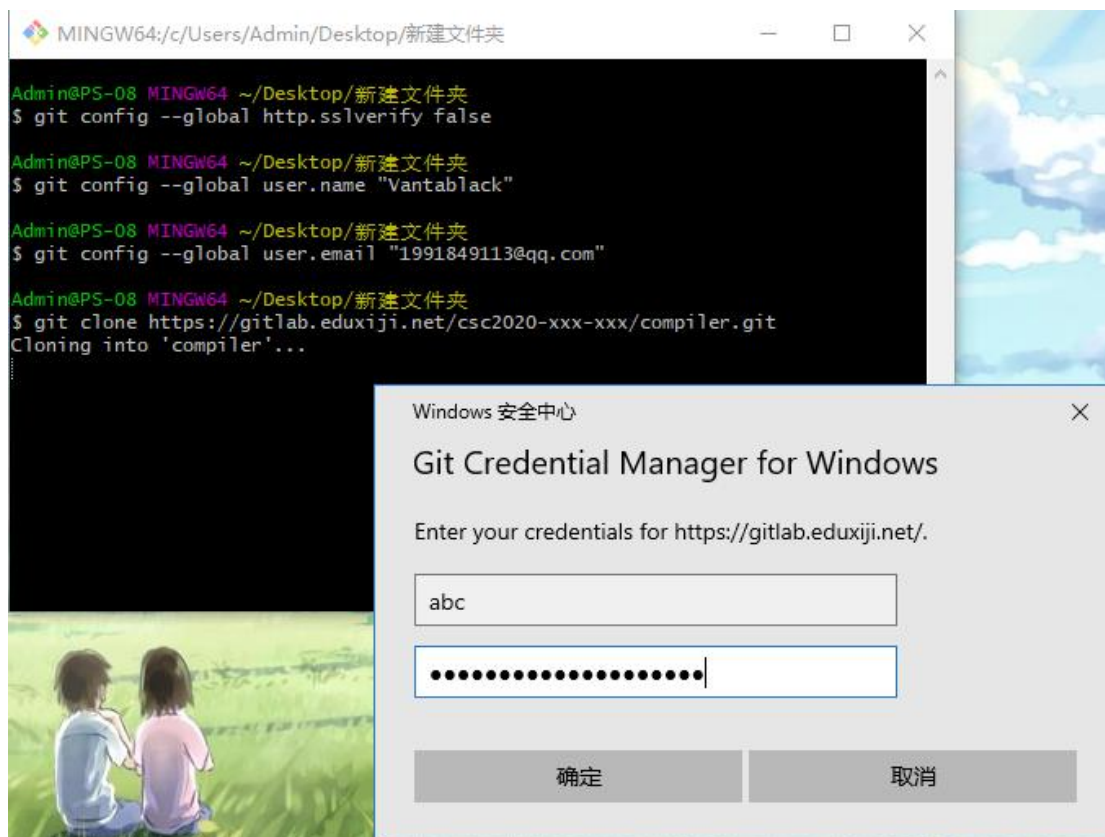 MINGW64:/c/Users/Admin/Desktop/新建文件夹
Admin@PS-08 MINGW64 ~/Desktop/新建文件夹
$ git config --global http.sslverify false
Admin@PS-08 MINGW64 ~/Desktop/新建文件夹
$ git config --global user.name "Vantablack"
Admin@PS-08 MINGW64 ~/Desktop/新建文件夹
$ git config --global user.email "1991849113@qq.com"
Admin@PS-08 MINGW64 ~/Desktop/新建文件夹
$ git clone https://gitlab.eduxiji.net/csc2020-xxx-xxx/compiler.git
Cloning into 'compiler'...
Windows 安全中心
Git Credential Manager for Windows
Enter your credentials for https://gitlab.eduxiji.net/.
abc
●●●●●●●●●●●●●●●●●●●●
确定
取消